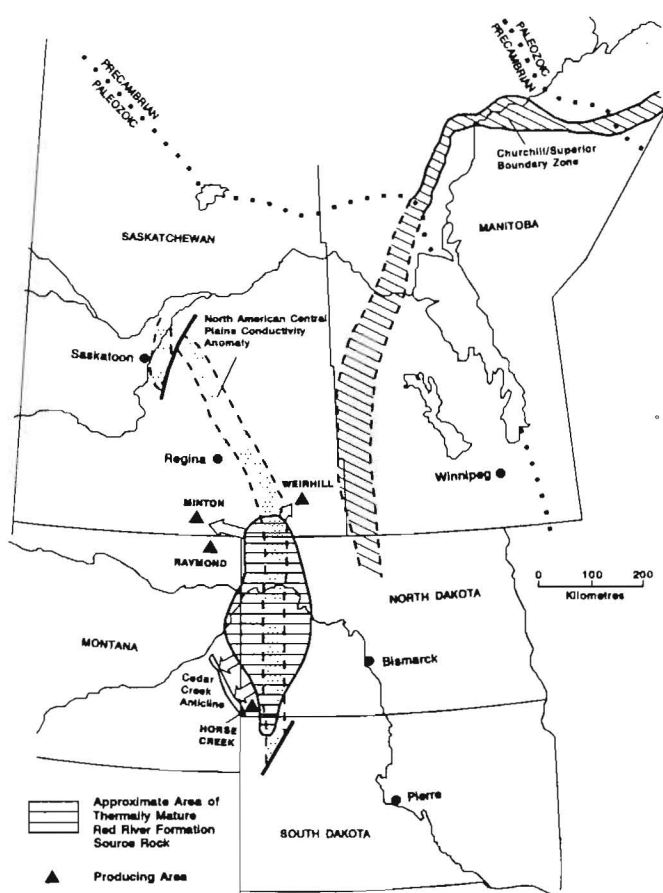 PRECAMBRIAN
PALEOZOIC
PALEOZOIC
PRECAMBRIAN
Churchill/Superior
Boundary Zone
MANITOBA
SASKATCHEWAN
North American Central
Plains Conductivity
Anomaly
Saskatoon
Regina
WEIRHILL
Winnipeg
MINTON
RAYMOND
0 100 200
Kilometres
NORTH DAKOTA
MONTANA
Bismarck
Cedar
Creek
Anticline
HORSE
CREEK
Pierre
SOUTH DAKOTA
Approximate Area of
Thermally Mature
Red River Formation
Source Rock
Producing Area